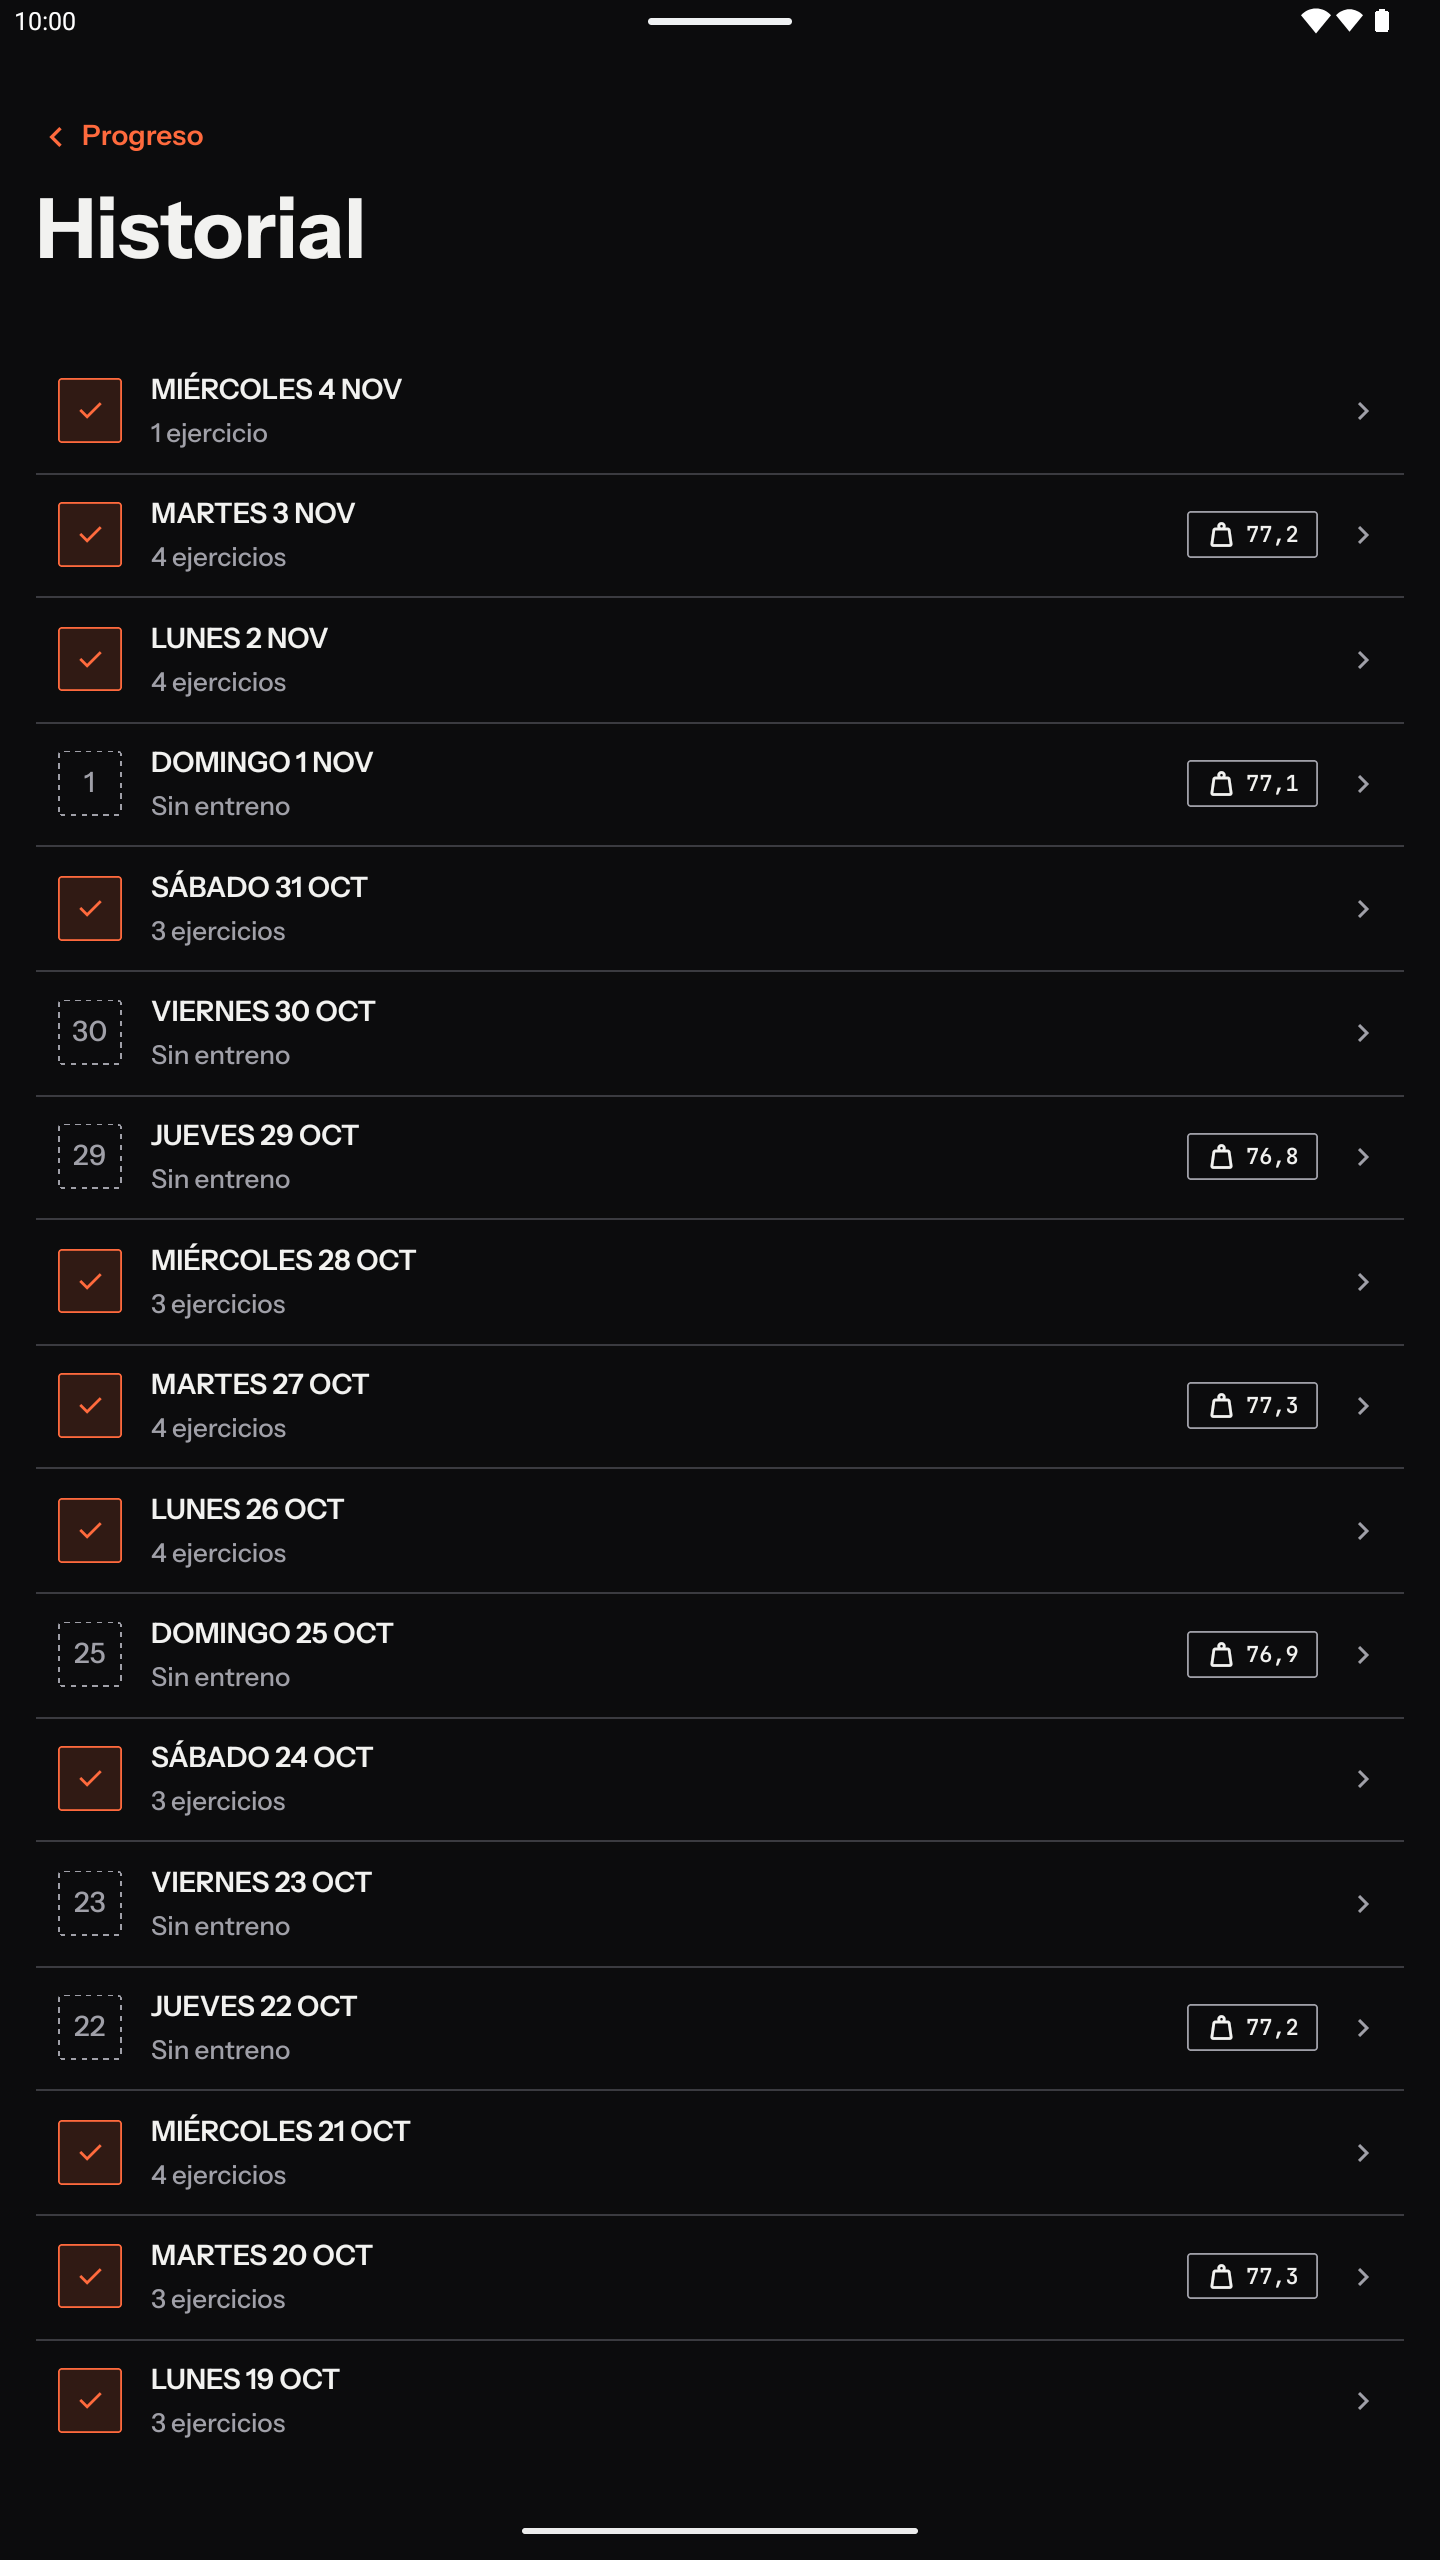 10:00
Progreso
Historial
MIÉRCOLES 4 NOV
1 ejercicio
MARTES 3 NOV
4 ejercicios
77,2
LUNES 2 NOV
4 ejercicios
1
DOMINGO 1 NOV
Sin entreno
77,1
SÁBADO 31 OCT
3 ejercicios
30
VIERNES 30 OCT
Sin entreno
29
JUEVES 29 OCT
Sin entreno
76,8
MIÉRCOLES 28 OCT
3 ejercicios
MARTES 27 OCT
4 ejercicios
77,3
LUNES 26 OCT
4 ejercicios
25
DOMINGO 25 OCT
Sin entreno
76,9
SÁBADO 24 OCT
3 ejercicios
23
VIERNES 23 OCT
Sin entreno
22
JUEVES 22 OCT
Sin entreno
77,2
MIÉRCOLES 21 OCT
4 ejercicios
MARTES 20 OCT
3 ejercicios
77,3
LUNES 19 OCT
3 ejercicios